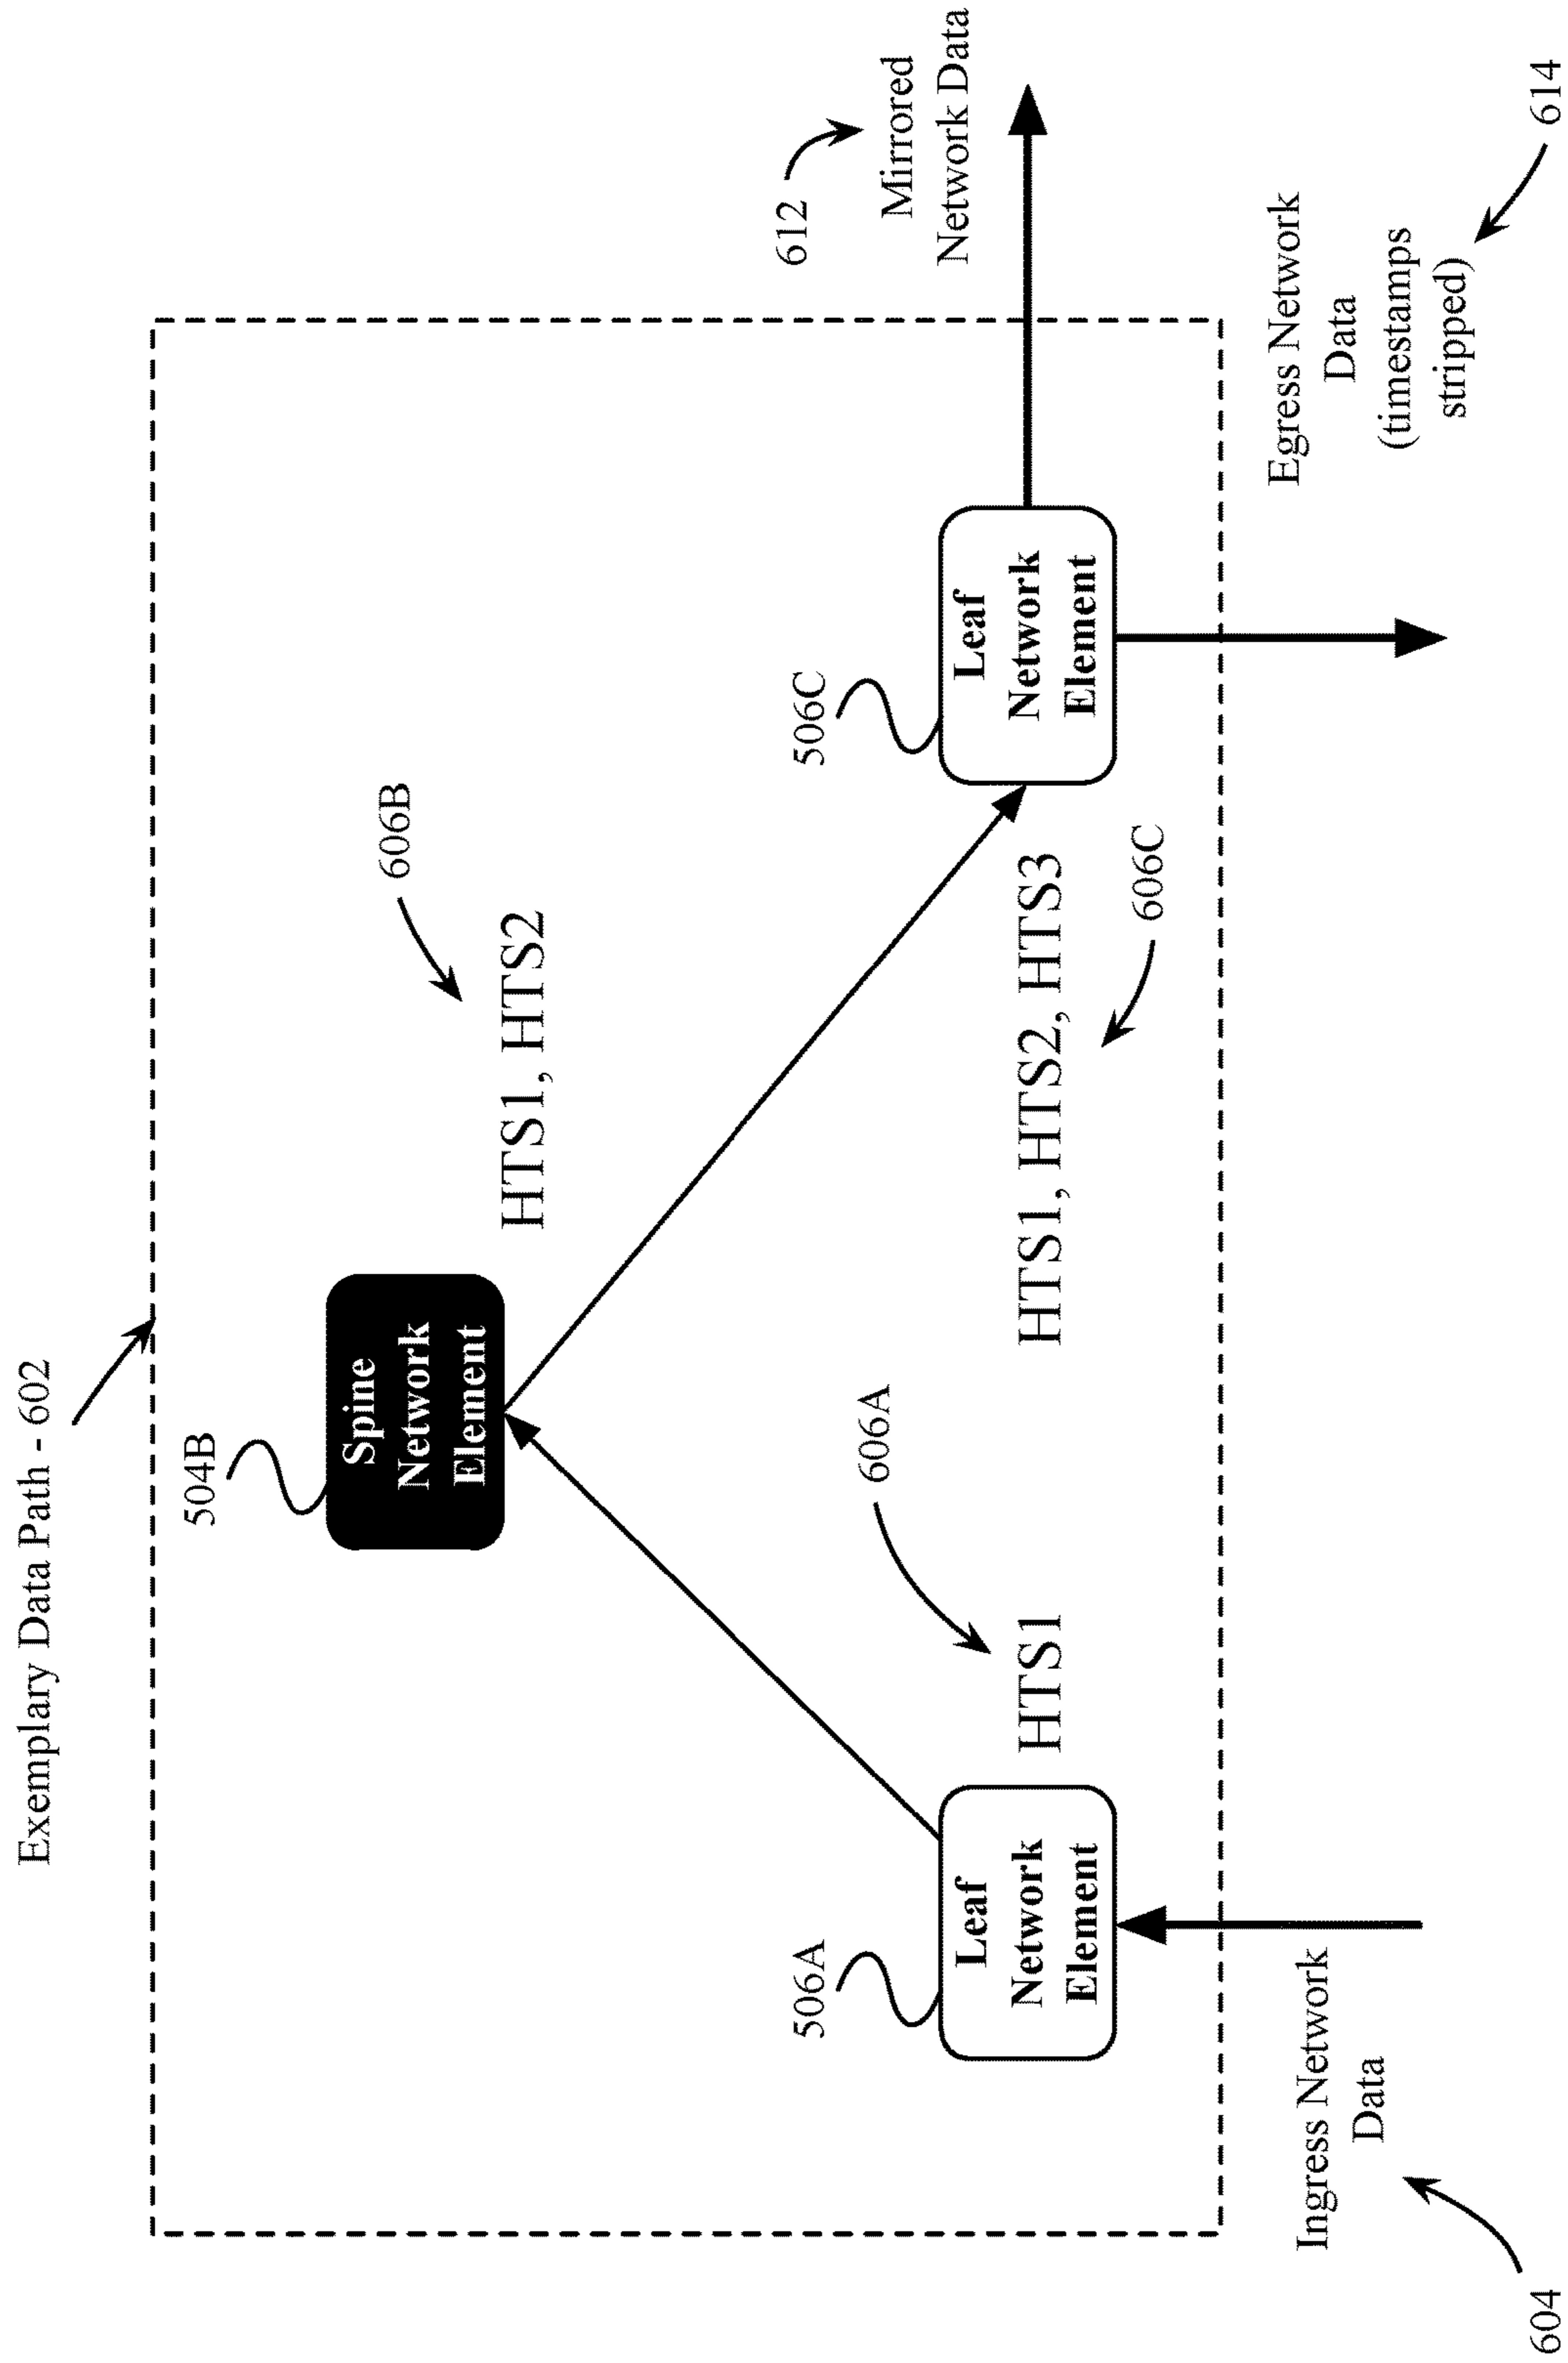 Exemplary Data Path - 602
504B
Spine
Network
Element
606B
HTS1, HTS2
506A
Leaf
Network
Element
606A
HTS1
HTS1, HTS2, HTS3
606C
506C
Leaf
Network
Element
612
Mirrored
Network Data
Ingress Network
Data
604
Egress Network
Data
(timestamps
stripped)
614